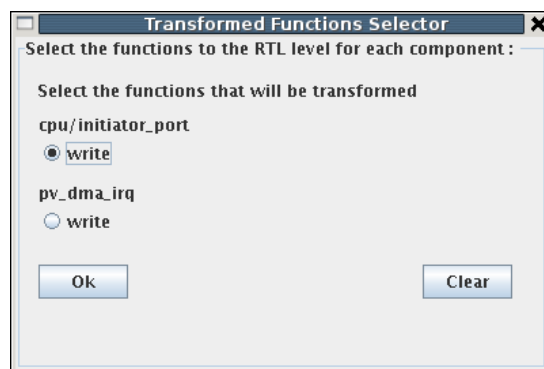 Transformed Functions Selector
Select the functions to the RTL level for each component :
Select the functions that will be transformed
cpu/initiator_port
write
pv_dma_irq
write
Ok Clear